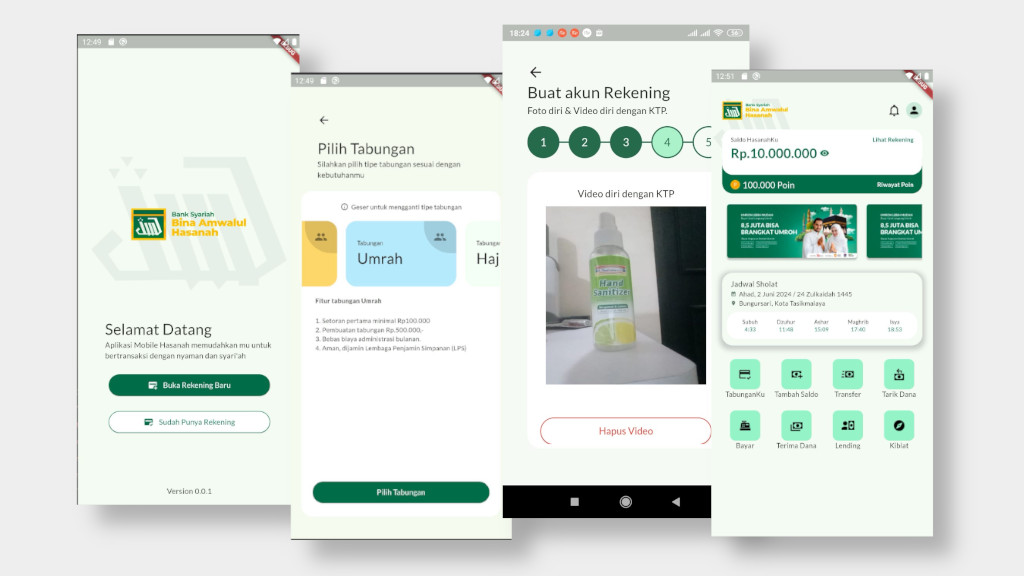 12:49
Bank Syariah
Bina Amwalul
Hasanah
Selamat Datang
Aplikasi Mobile Hasanah memudahkan mu untuk
bertransaksi dengan nyaman dan syari'ah
Buka Rekening Baru
Sudah Punya Rekening
Version 0.0.1
12:43
Pilih Tabungan
Silahkan pilih tipe tabungan sesuai dengan
kebutuhanmu
Geser untuk mengganti tipe tabungan
Tabungan
Umrah
Tabunga
Haj
Fitur tabungan Umrah
1. Setoran pertama minimal Rp100.000
2. Pembuatan tabungan Rp.500.000,-
3. Bebas biaya administrasi bulanan.
4. Aman, dijamin Lembaga Penjamin Simpanan (LPS)
Pilih Tabungan
18:24
56
Buat akun Rekening
Foto diri & Video diri dengan KTP.
1 2 3 4 5
Video diri dengan KTP
Hand
Sanitizer
Hapus Video
12:51
Bank Syariah
Bina Amwalul
Hasanah
Saldo HasanahKu
Lihat Rekening
Rp.10.000.000
100.000 Poin
Riwayat Poin
8,5 JUTA BISA
BRANGKAT UMROH
8,5 JUTA BISA
BRANGKAT UM
Jadwal Sholat
Ahad, 2 Juni 2024 / 24 Zulkaidah 1445
Bungursari, Kota Tasikmalaya
Subuh Dzuhur Ashar Maghrib Isya
4:33 11:48 15:09 17:40 18:53
TabunganKu Tambah Saldo Transfer Tarik Dana
Bayar Terima Dana Lending Kiblat